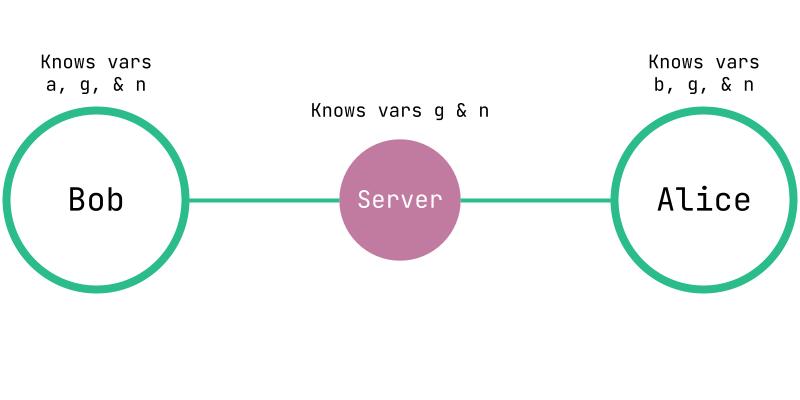 Knows vars
a, g, & n
Knows vars
b, g, & n
Knows vars g & n
Bob
Server
Alice